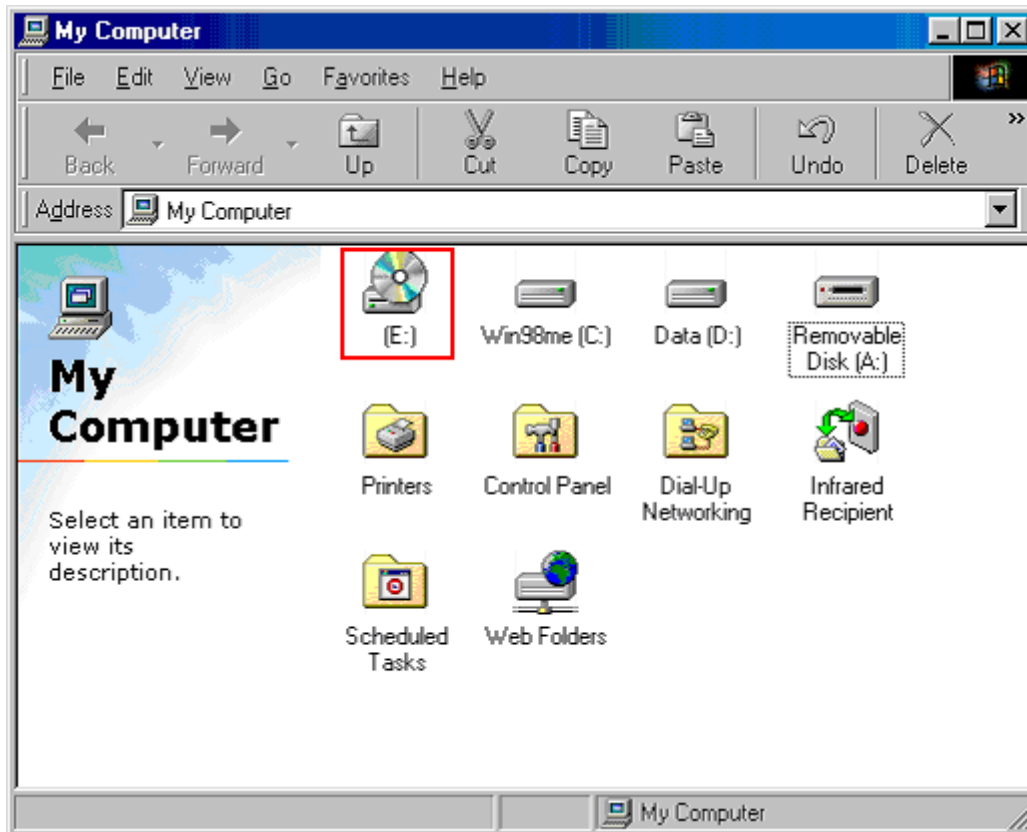 My Computer
File Edit View Go Favorites Help
Back Forward Up Cut Copy Paste Undo Delete »
Address My Computer
(E:) Win98me (C:) Data (D:) Removable
Disk (A:)
My
Computer
Printers Control Panel Dial-Up
Networking Infrared
Recipient
Select an item to
view its
description.
Scheduled
Tasks Web Folders
My Computer